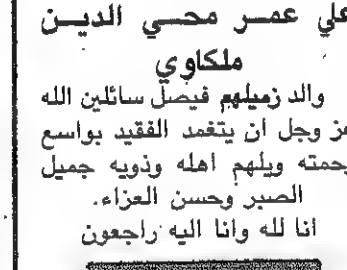 علي عمر محسي الدين
ملكاوي
والد زميلهم فيصل سائلين الله
عز وجل ان يتغمد الفقيد بواسع
رحمته ويلهم اهله وذويه جميل
الصبر وحسن العزاء.
انا لله وانا اليه راجعون